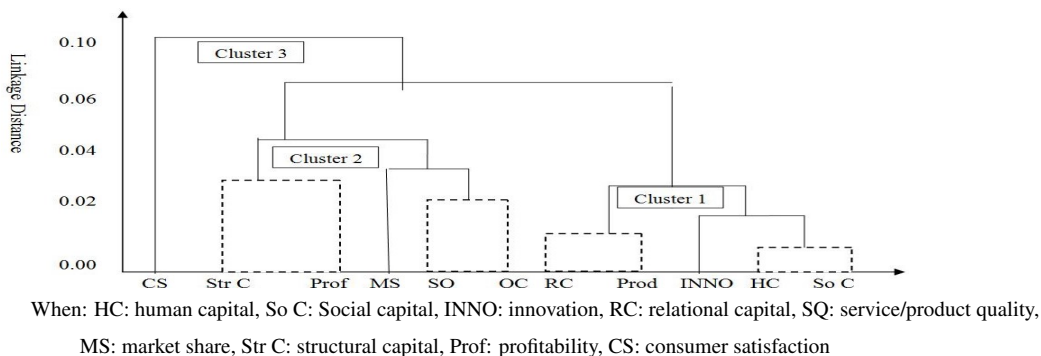 0.10
Cluster 3
Linkage Distance
0.06
0.04
Cluster 2
0.02
Cluster 1
0.00
CS Str C Prof MS SO OC RC Prod INNO HC So C
When: HC: human capital, So C: Social capital, INNO: innovation, RC: relational capital, SQ: service/product quality,
MS: market share, Str C: structural capital, Prof: profitability, CS: consumer satisfaction